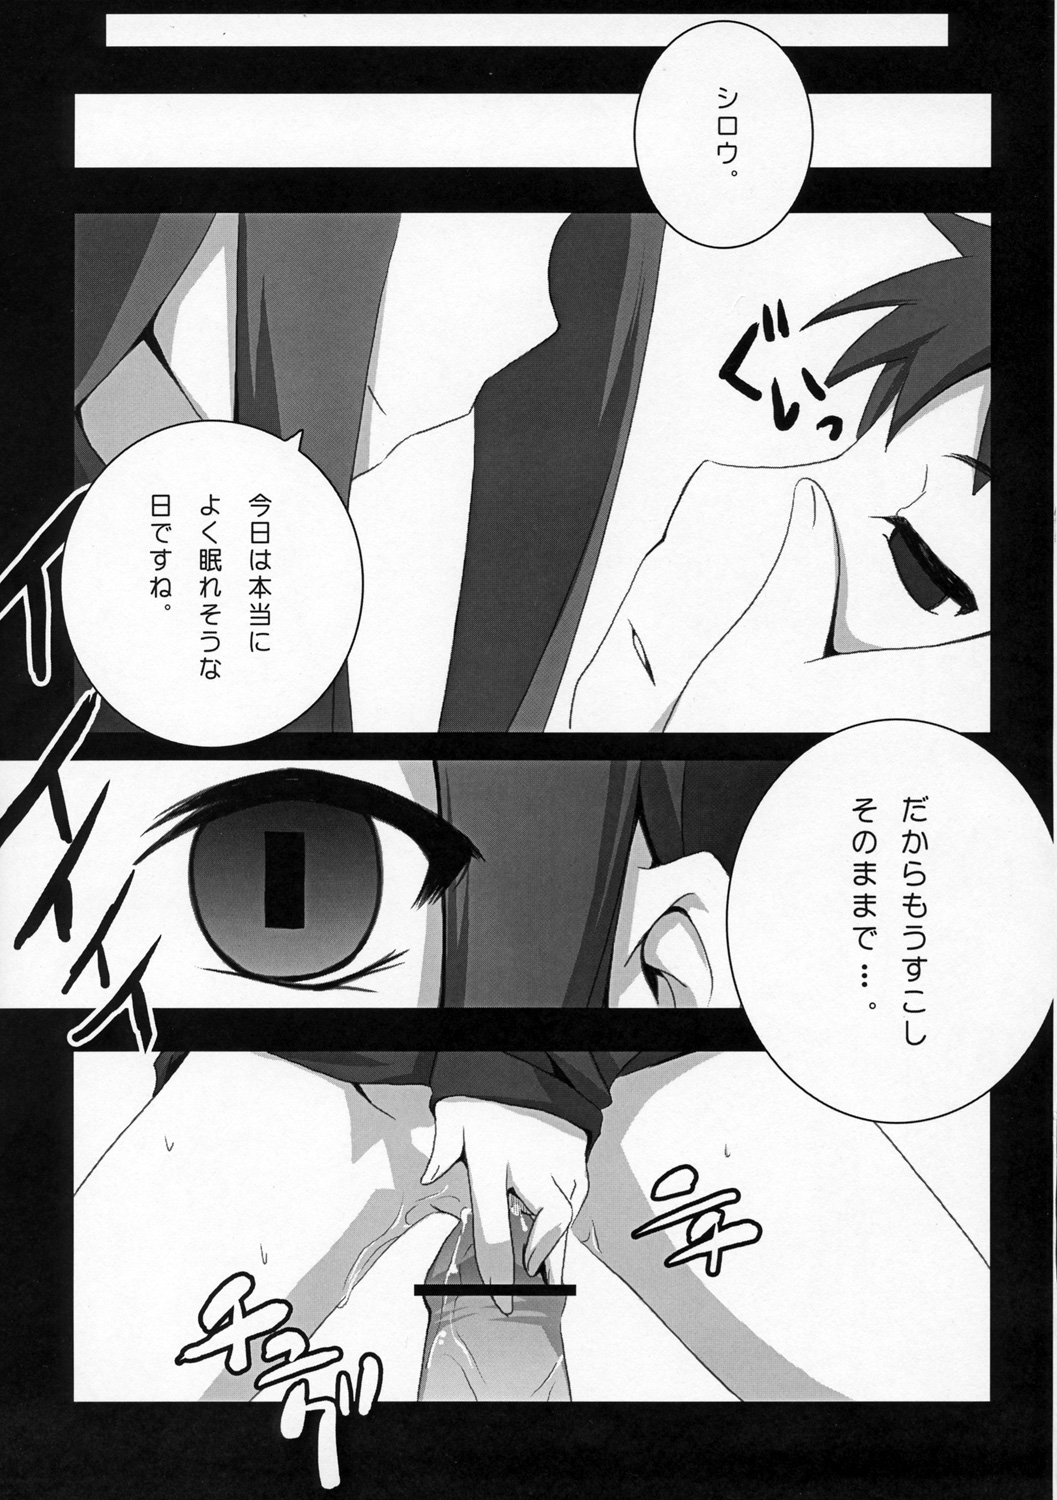 シロウ。
ぐいっ
今日は本当に
よく眠れそうな
日ですね。
だからもうすこし
そのままで…。